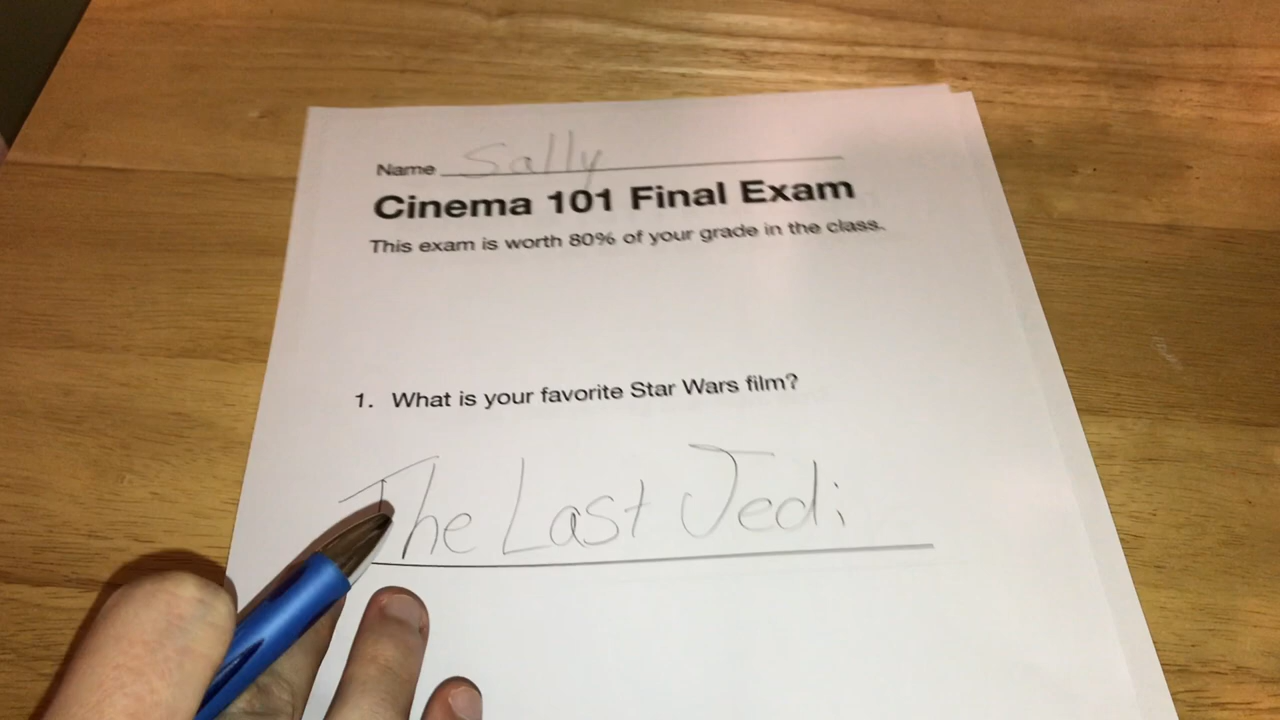 Name Sally
Cinema 101 Final Exam
This exam is worth 80% of your grade in the class.
1. What is your favorite Star Wars film?
The Last Jedi